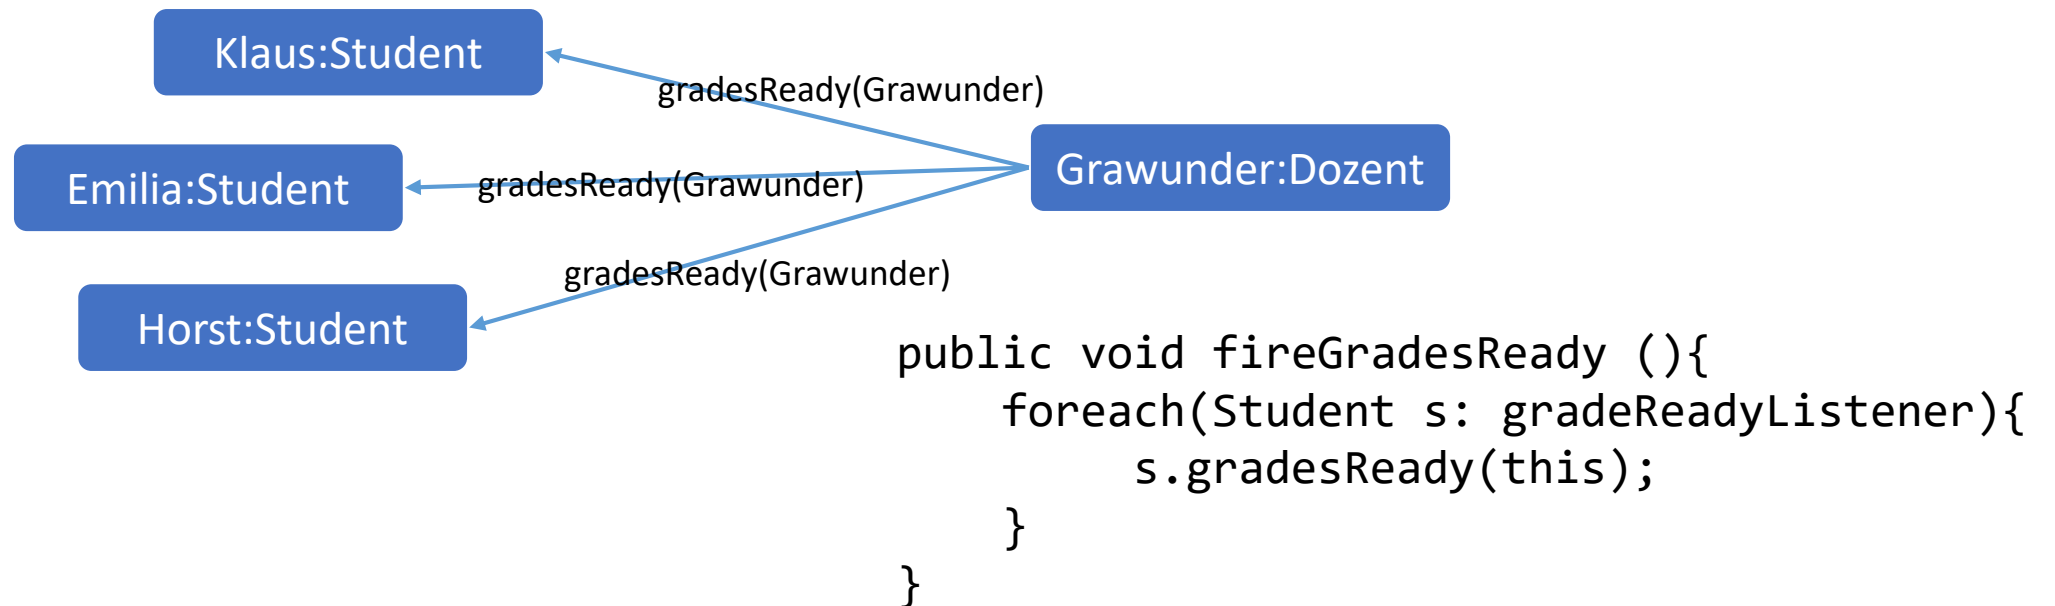 Klaus:Student
gradesReady(Grawunder)
Grawunder:Dozent
Emilia:Student
gradesReady(Grawunder)
gradesReady(Grawunder)
Horst:Student
public void fireGradesReady (){
foreach(Student s: gradeReadyListener){
s.gradesReady(this);
}
}